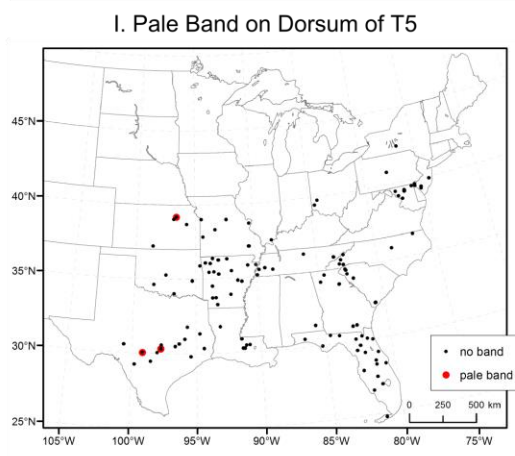 I. Pale Band on Dorsum of T5
45°N
40°N
35°N
30°N
25°N
no band
pale band
0 250 500 km
105°W 100°W 95°W 90°W 85°W 80°W 75°W